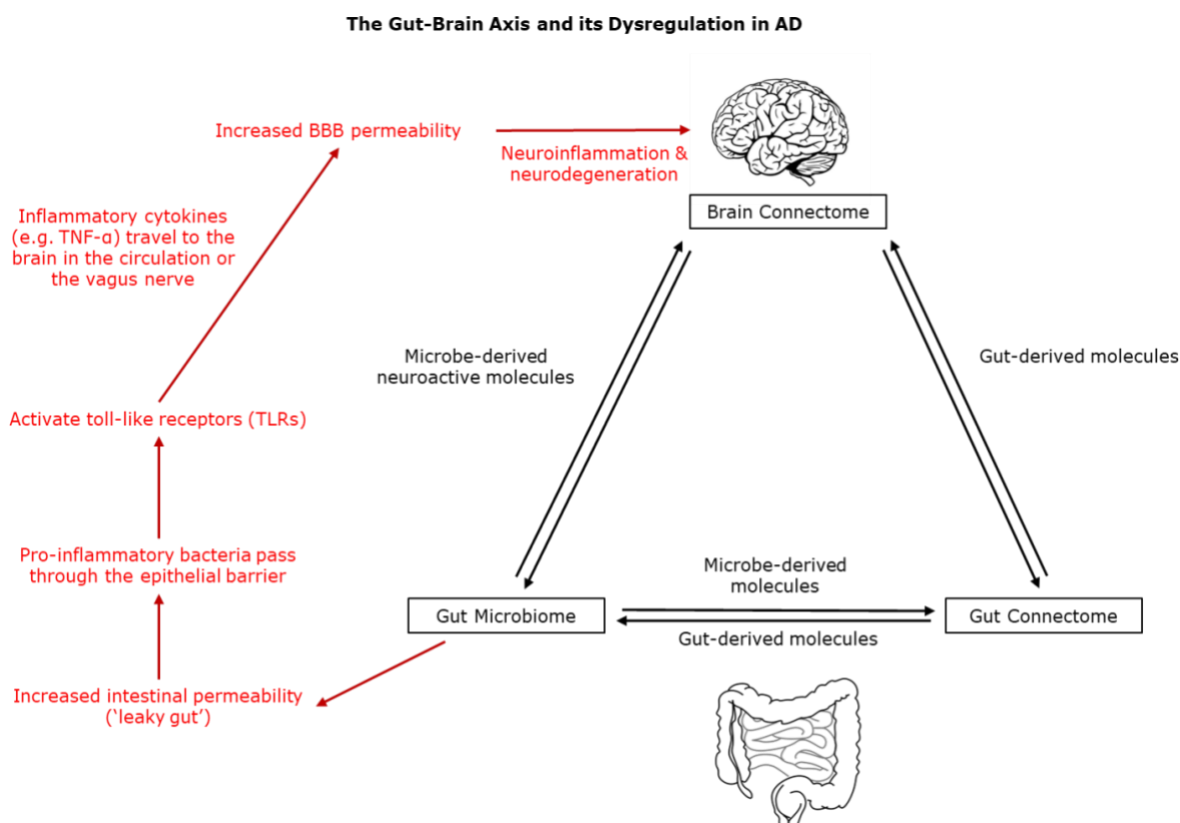 The Gut-Brain Axis and its Dysregulation in AD
Increased BBB permeability
Neuroinflammation &
neurodegeneration
Brain Connectome
Inflammatory cytokines
(e.g. TNF-α) travel to the
brain in the circulation or
the vagus nerve
Microbe-derived
neuroactive molecules
Gut-derived molecules
Activate toll-like receptors (TLRs)
Pro-inflammatory bacteria pass
through the epithelial barrier
Microbe-derived
molecules
Gut Microbiome
Gut Connectome
Gut-derived molecules
Increased intestinal permeability
(‘leaky gut’)